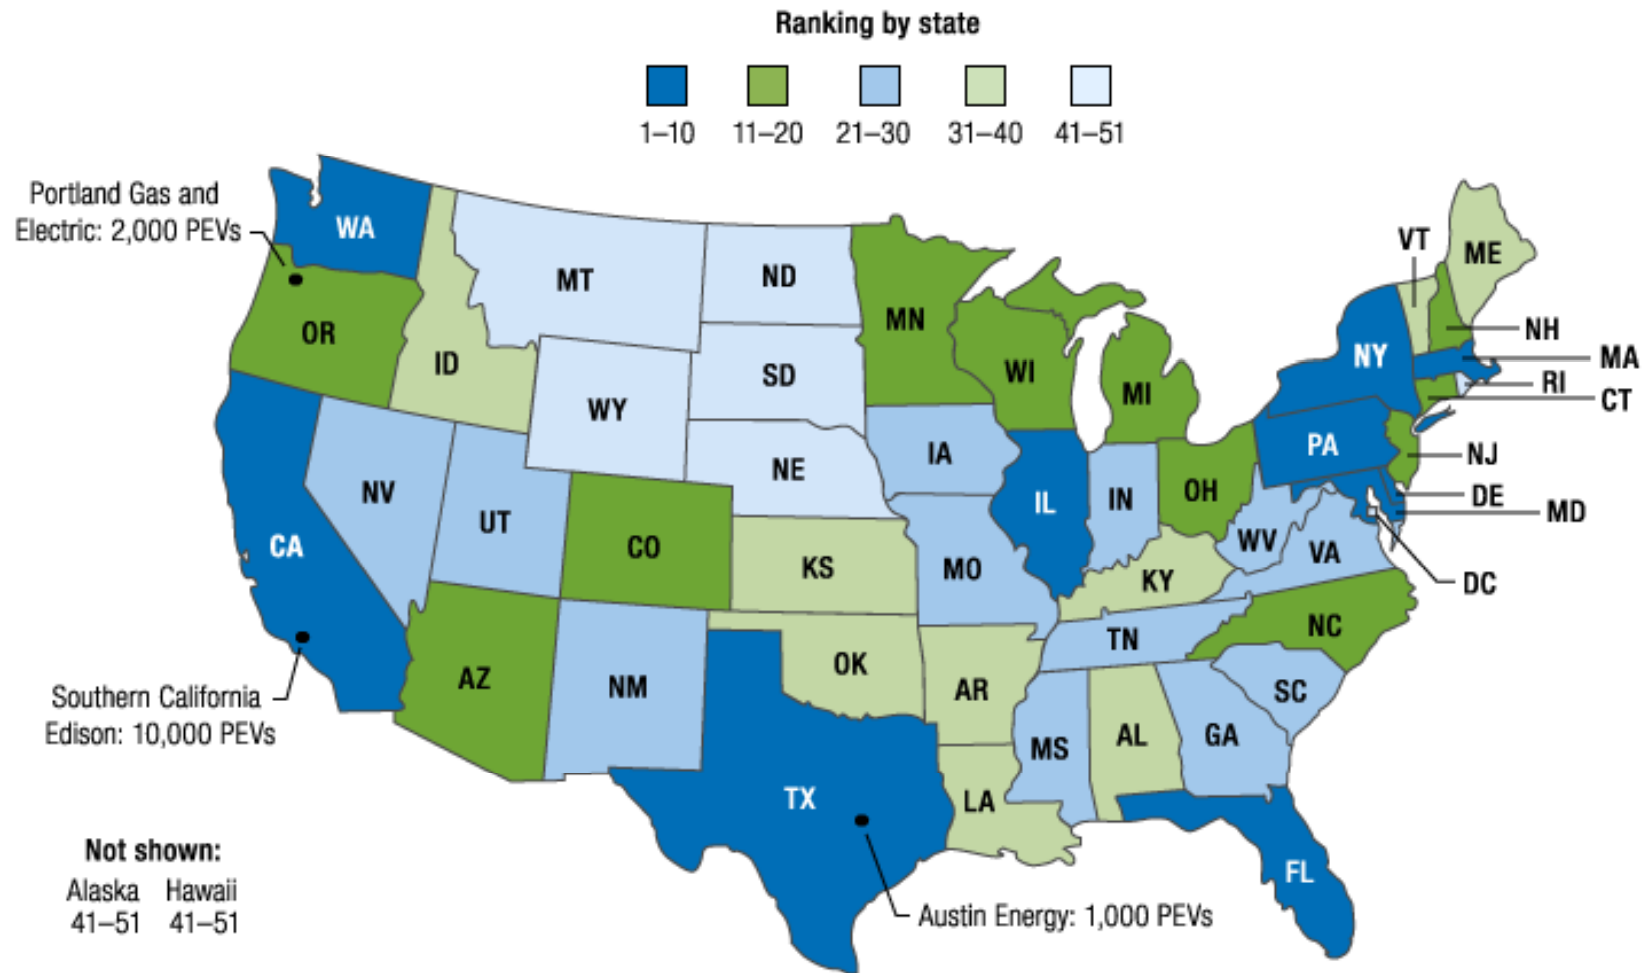 Ranking by state
1–10 11–20 21–30 31–40 41–51
Portland Gas and
Electric: 2,000 PEVs
WA
MT
ND
MN
VT
ME
OR
ID
SD
WI
MI
NY
NH
MA
RI
CT
WY
NE
IA
IL
IN
OH
PA
NJ
DE
MD
DC
NV
UT
CO
CA
KS
MO
KY
WV
VA
AZ
NM
OK
AR
TN
NC
SC
MS
AL
GA
Southern California
Edison: 10,000 PEVs
TX
LA
FL
Austin Energy: 1,000 PEVs
Not shown:
Alaska Hawaii
41–51 41–51